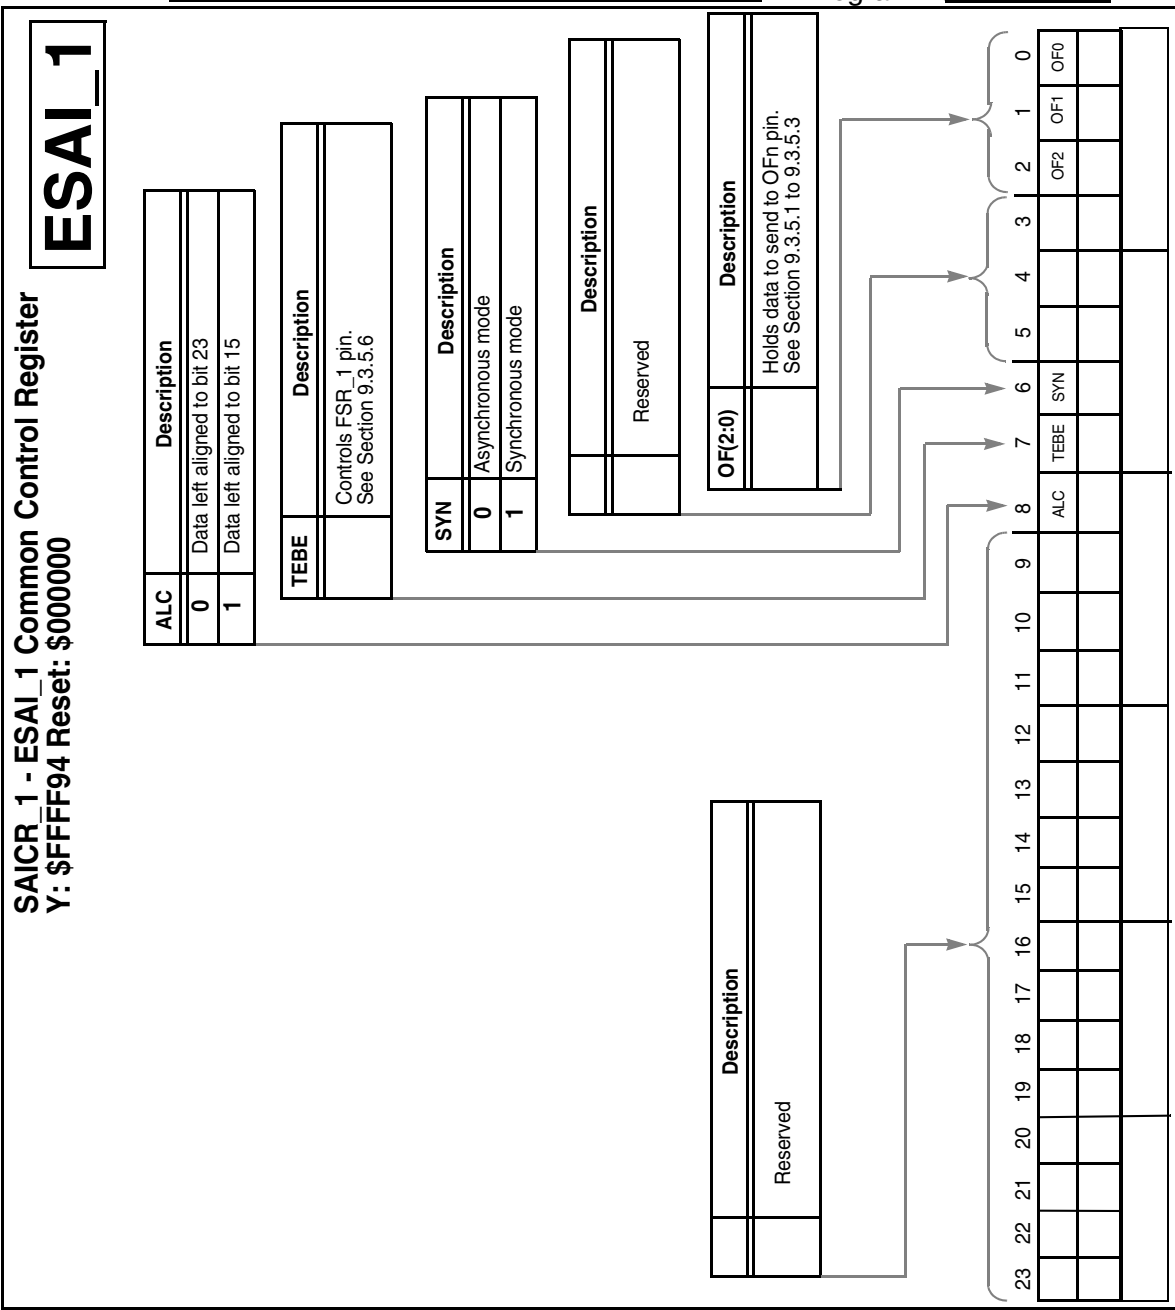 ESAI_1
SAICR_1 - ESAI_1 Common Control Register
Y: $FFFF94 Reset: $000000
ALC Description
0 Data left aligned to bit 23
1 Data left aligned to bit 15
TEBE Description
Controls FSR_1 pin.
See Section 9.3.5.6
SYN Description
0 Asynchronous mode
1 Synchronous mode
Description
Reserved
OF(2:0) Description
Holds data to send to OFn pin.
See Section 9.3.5.1 to 9.3.5.3
Description
Reserved
23 22 21 20 19 18 17 16 15 14 13 12 11 10 9 8 7 6 5 4 3 2 1 0
ALC TEBE SYN OF2 OF1 OF0